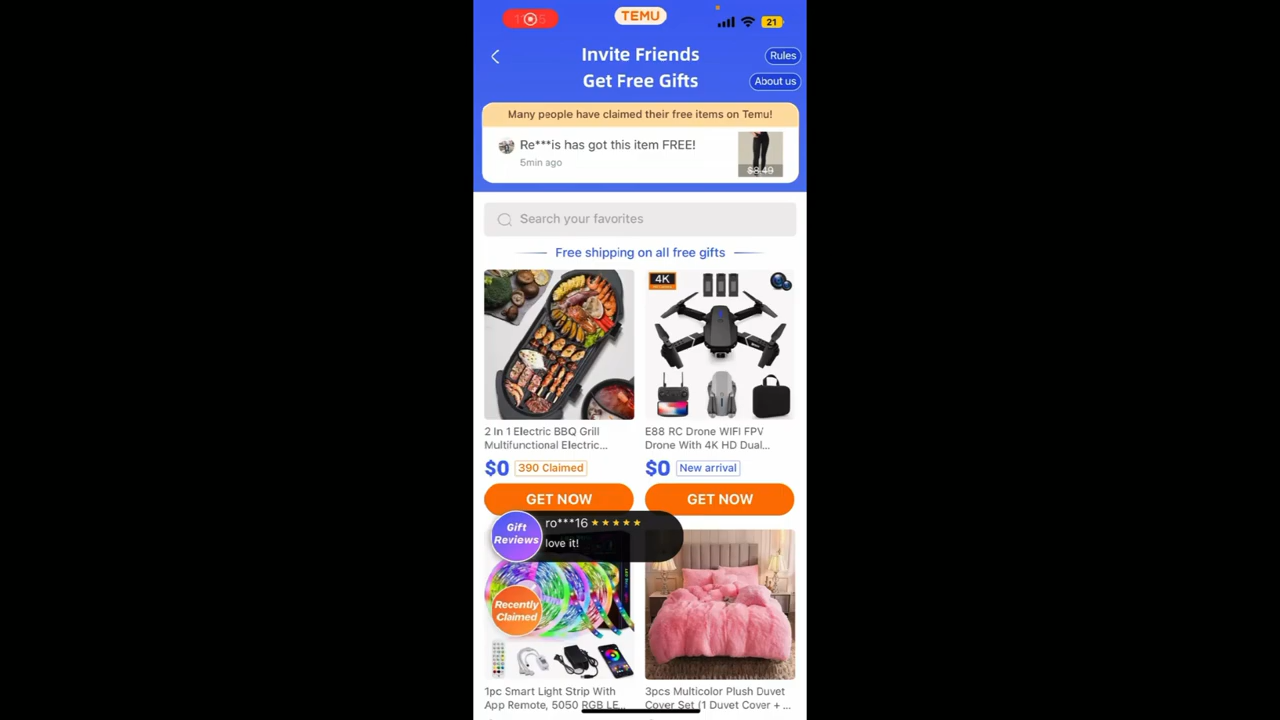 TEMU
21
Invite Friends
Get Free Gifts
Rules
About us
Many people have claimed their free items on Temu!
Re***is has got this item FREE!
5min ago
$8.49
Search your favorites
Free shipping on all free gifts
4K
2 In 1 Electric BBQ Grill
Multifunctional Electric...
$0 390 Claimed
GET NOW
E88 RC Drone WIFI FPV
Drone With 4K HD Dual...
$0 New arrival
GET NOW
Gift
Reviews
ro***16 ★★★★★
love it!
Recently
Claimed
1pc Smart Light Strip With
App Remote, 5050 RGB LE...
3pcs Multicolor Plush Duvet
Cover Set (1 Duvet Cover + ...